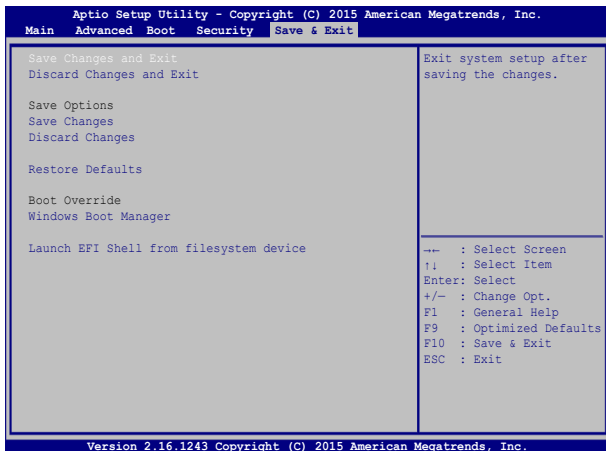 Aptio Setup Utility - Copyright (C) 2015 American Megatrends, Inc.
Main Advanced Boot Security Save & Exit
Save Changes and Exit
Discard Changes and Exit
Save Options
Save Changes
Discard Changes
Restore Defaults
Boot Override
Windows Boot Manager
Launch EFI Shell from filesystem device
Exit system setup after
saving the changes.
→← : Select Screen
↑↓ : Select Item
Enter: Select
+/— : Change Opt.
F1 : General Help
F9 : Optimized Defaults
F10 : Save & Exit
ESC : Exit
Version 2.16.1243 Copyright (C) 2015 American Megatrends, Inc.